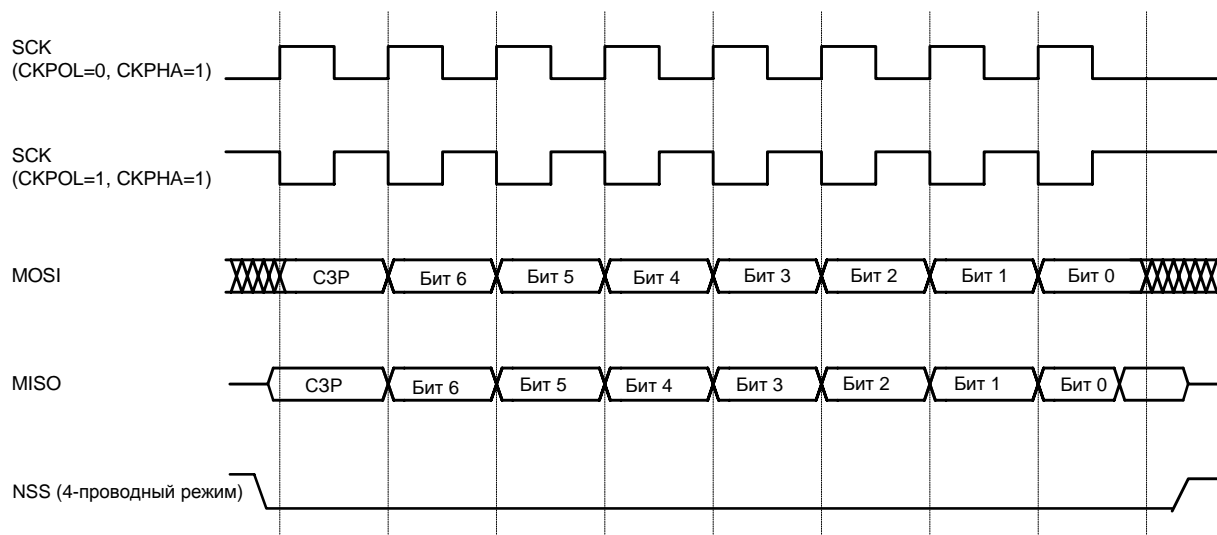 SCK
(CKPOL=0, CKPHA=1)
SCK
(CKPOL=1, CKPHA=1)
MOSI
СЗР Бит 6 Бит 5 Бит 4 Бит 3 Бит 2 Бит 1 Бит 0
MISO
СЗР Бит 6 Бит 5 Бит 4 Бит 3 Бит 2 Бит 1 Бит 0
NSS (4-проводный режим)